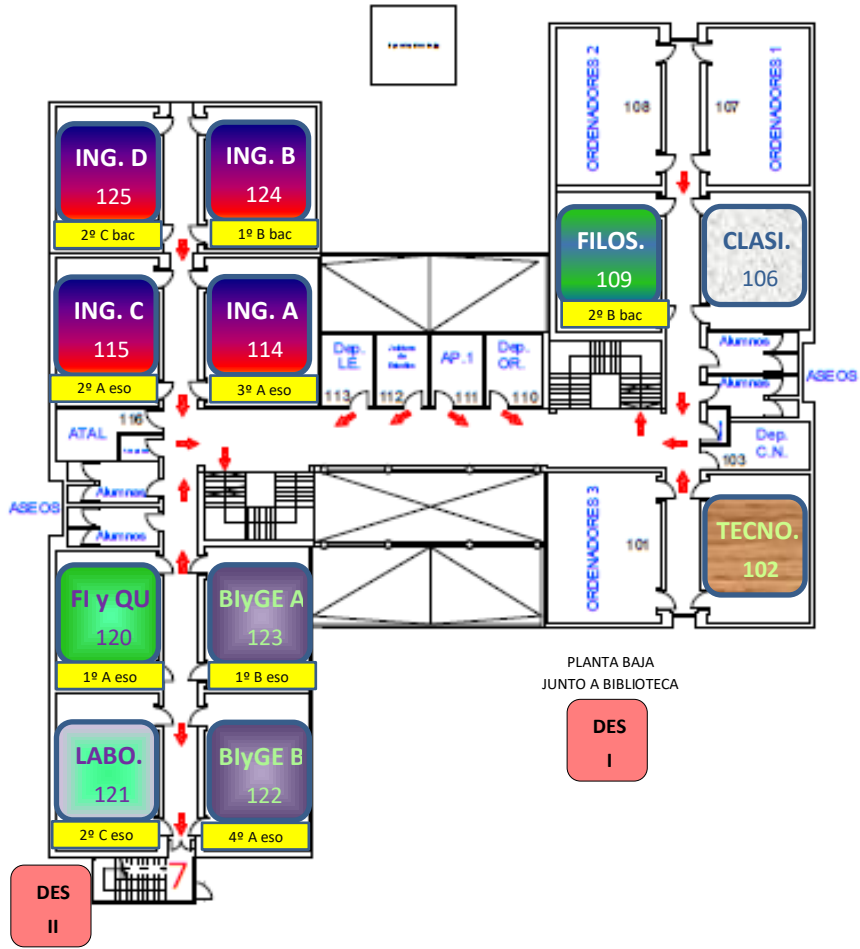 ORDENADORES 2
108
107
ORDENADORES 1
ING. D
125
2º C bac
ING. B
124
1º B bac
FILOS.
109
2º B bac
CLASI.
106
ING. C
115
2º A eso
ING. A
114
3º A eso
Dep.
LE.
113
112
AP.1
111
Dep.
OR.
110
Alumnos
Alumnos
ASEOS
116
ATAL
103
Dep.
C.N.
ASEOS
Alumnos
Alumnos
ORDENADORES 3
101
TECNO.
102
FI y QU
120
1º A eso
BIyGE A
123
1º B eso
PLANTA BAJA
JUNTO A BIBLIOTECA
DES
I
LABO.
121
2º C eso
BIyGE B
122
4º A eso
7
DES
II